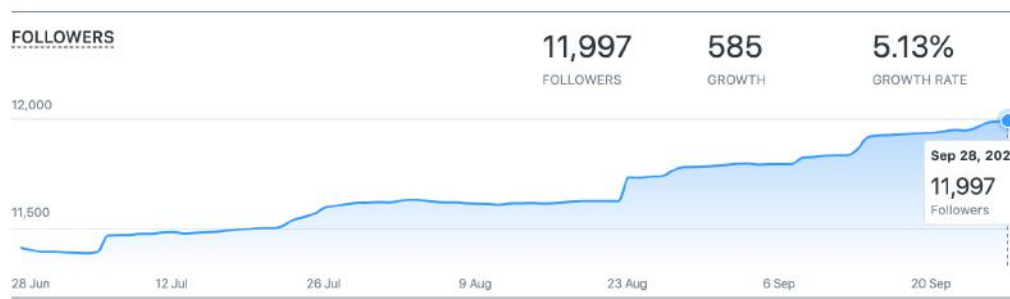 FOLLOWERS
11,997 585 5.13%
FOLLOWERS GROWTH GROWTH RATE
12,000
Sep 28, 202
11,997
Followers
11,500
28 Jun 12 Jul 26 Jul 9 Aug 23 Aug 6 Sep 20 Sep